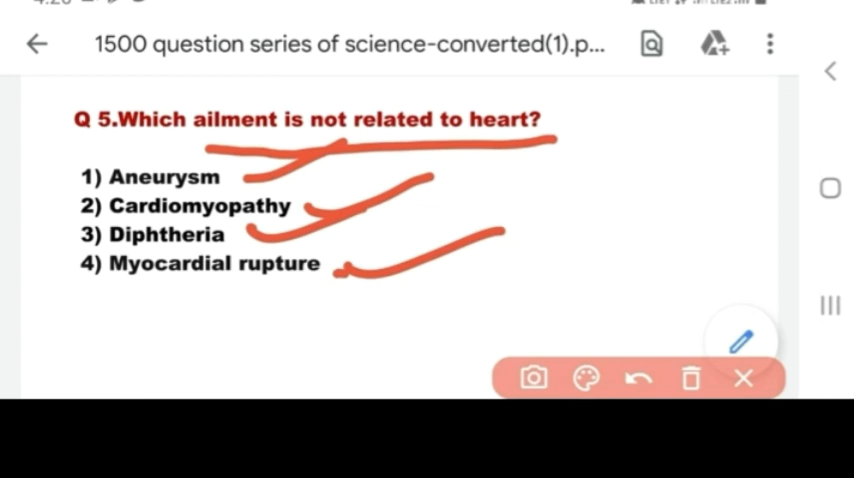 1500 question series of science-converted(1).p...
Q 5.Which ailment is not related to heart?
1) Aneurysm
2) Cardiomyopathy
3) Diphtheria
4) Myocardial rupture